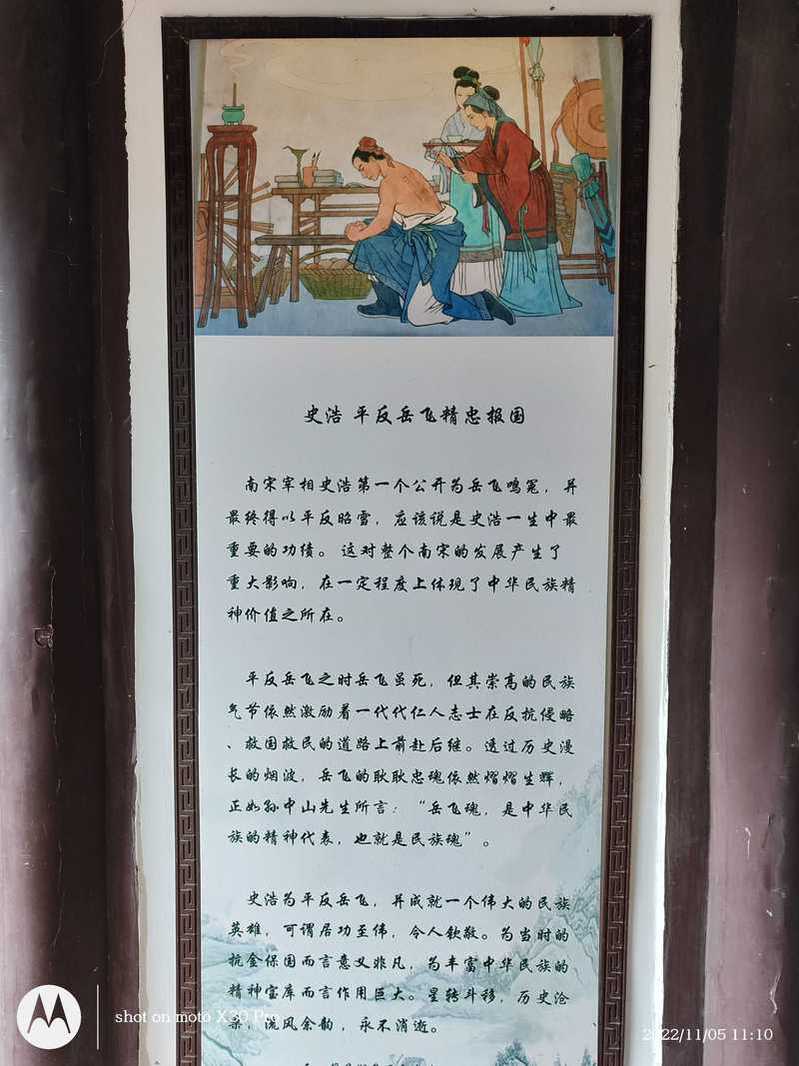 史浩 平反岳飞精忠报国
南宋宰相史浩第一个公开为岳飞鸣冤，并
最终得以平反昭雪，应该说是史浩一生中最
重要的功绩。这对整个南宋的发展产生了
重大影响，在一定程度上体现了中华民族精
神价值之所在。
平反岳飞之时岳飞虽死，但其崇高的民族
气节依然激励着一代代仁人志士在反抗侵略
、救国救民的道路上前赴后继。透过历史漫
长的烟波，岳飞的耿耿忠魂依然熠熠生辉，
正如孙中山先生所言：“岳飞魂，是中华民
族的精神代表，也就是民族魂”。
史浩为平反岳飞，并成就一个伟大的民族
英雄，可谓居功至伟，令人钦敬。为当时的
抗金保国而言意义非凡，为丰富中华民族的
精神宝库而言作用巨大。星转斗移，历史沧
桑，流风余韵，永不消逝。
shot on moto X30 Pro
2022/11/05 11:10